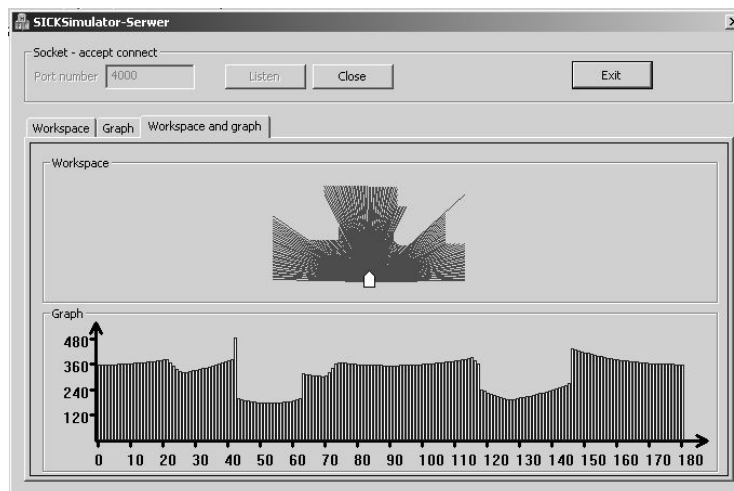 SICKSimulator-Serwer
Socket - accept connect
Port number 4000 Listen Close Exit
Workspace Graph Workspace and graph
Workspace
Graph
480
360
240
120
0 10 20 30 40 50 60 70 80 90 100 110 120 130 140 150 160 170 180